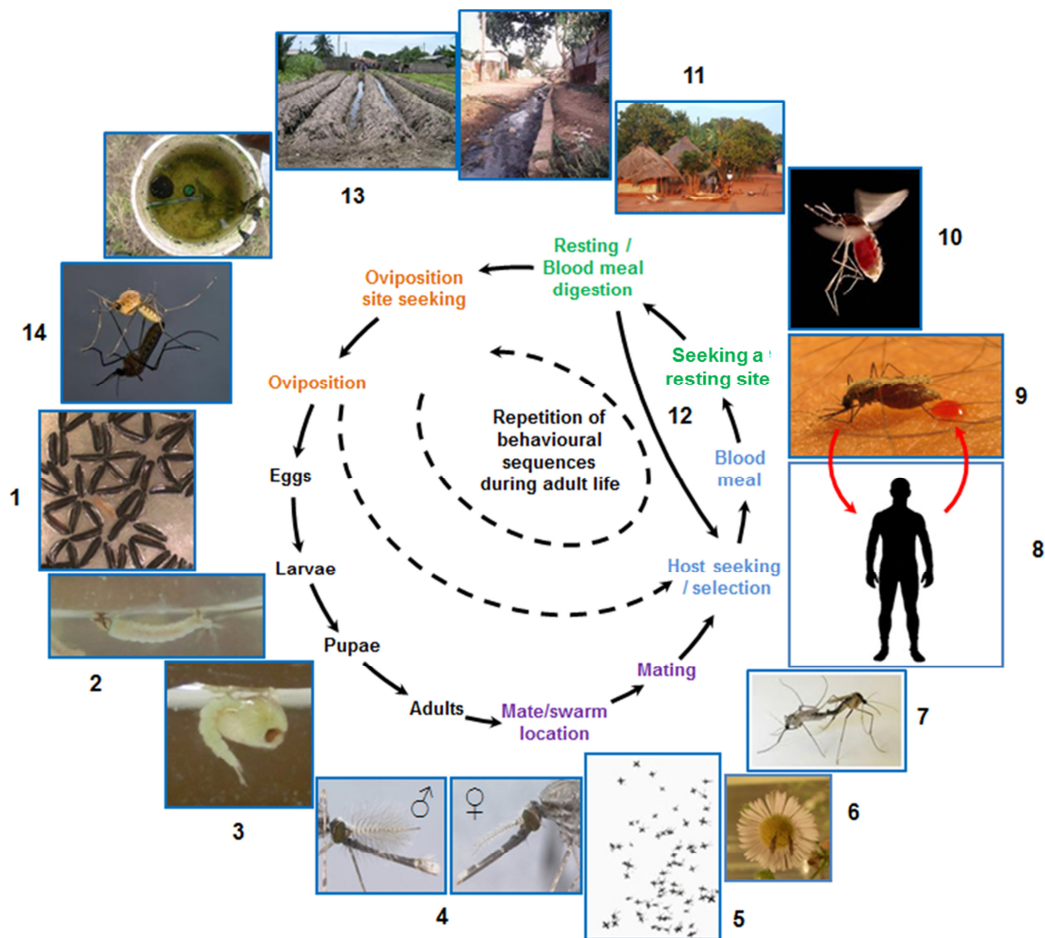 11
13
10
Resting /
Blood meal
digestion
Oviposition
site seeking
14
Seeking a
resting site
9
Oviposition
12
Repetition of
behavioural
sequences
during adult life
Blood
meal
Eggs
1
8
Larvae
Host seeking
/ selection
Pupae
2
Mating
Adults
Mate/swarm
location
7
♂
♀
3
6
4
5